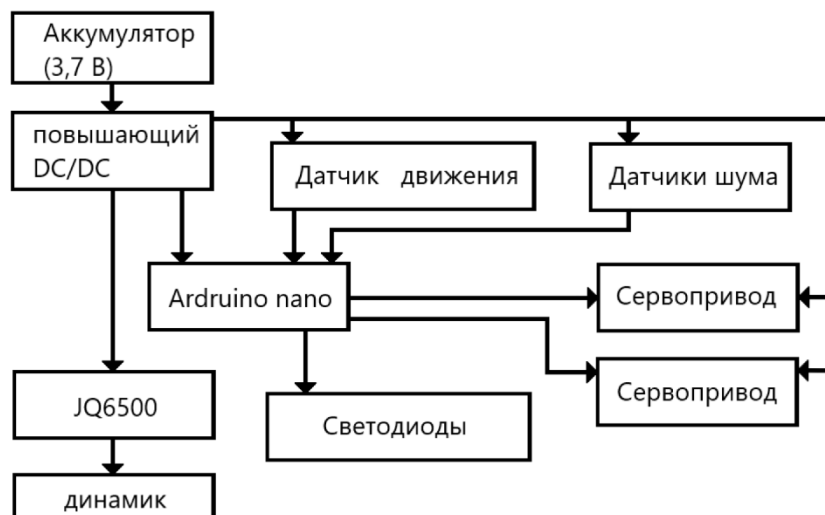 Аккумулятор
(3,7 В)
повышающий
DC/DC
Датчик движения
Датчики шума
Ardruino nano
Сервопривод
Сервопривод
JQ6500
Светодиоды
динамик